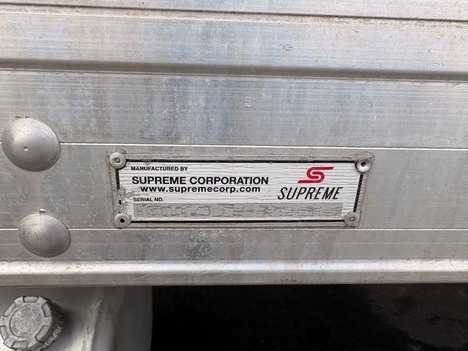 MANUFACTURED BY
SUPREME CORPORATION
www.supremecorp.com
SUPREME
SERIAL NO.